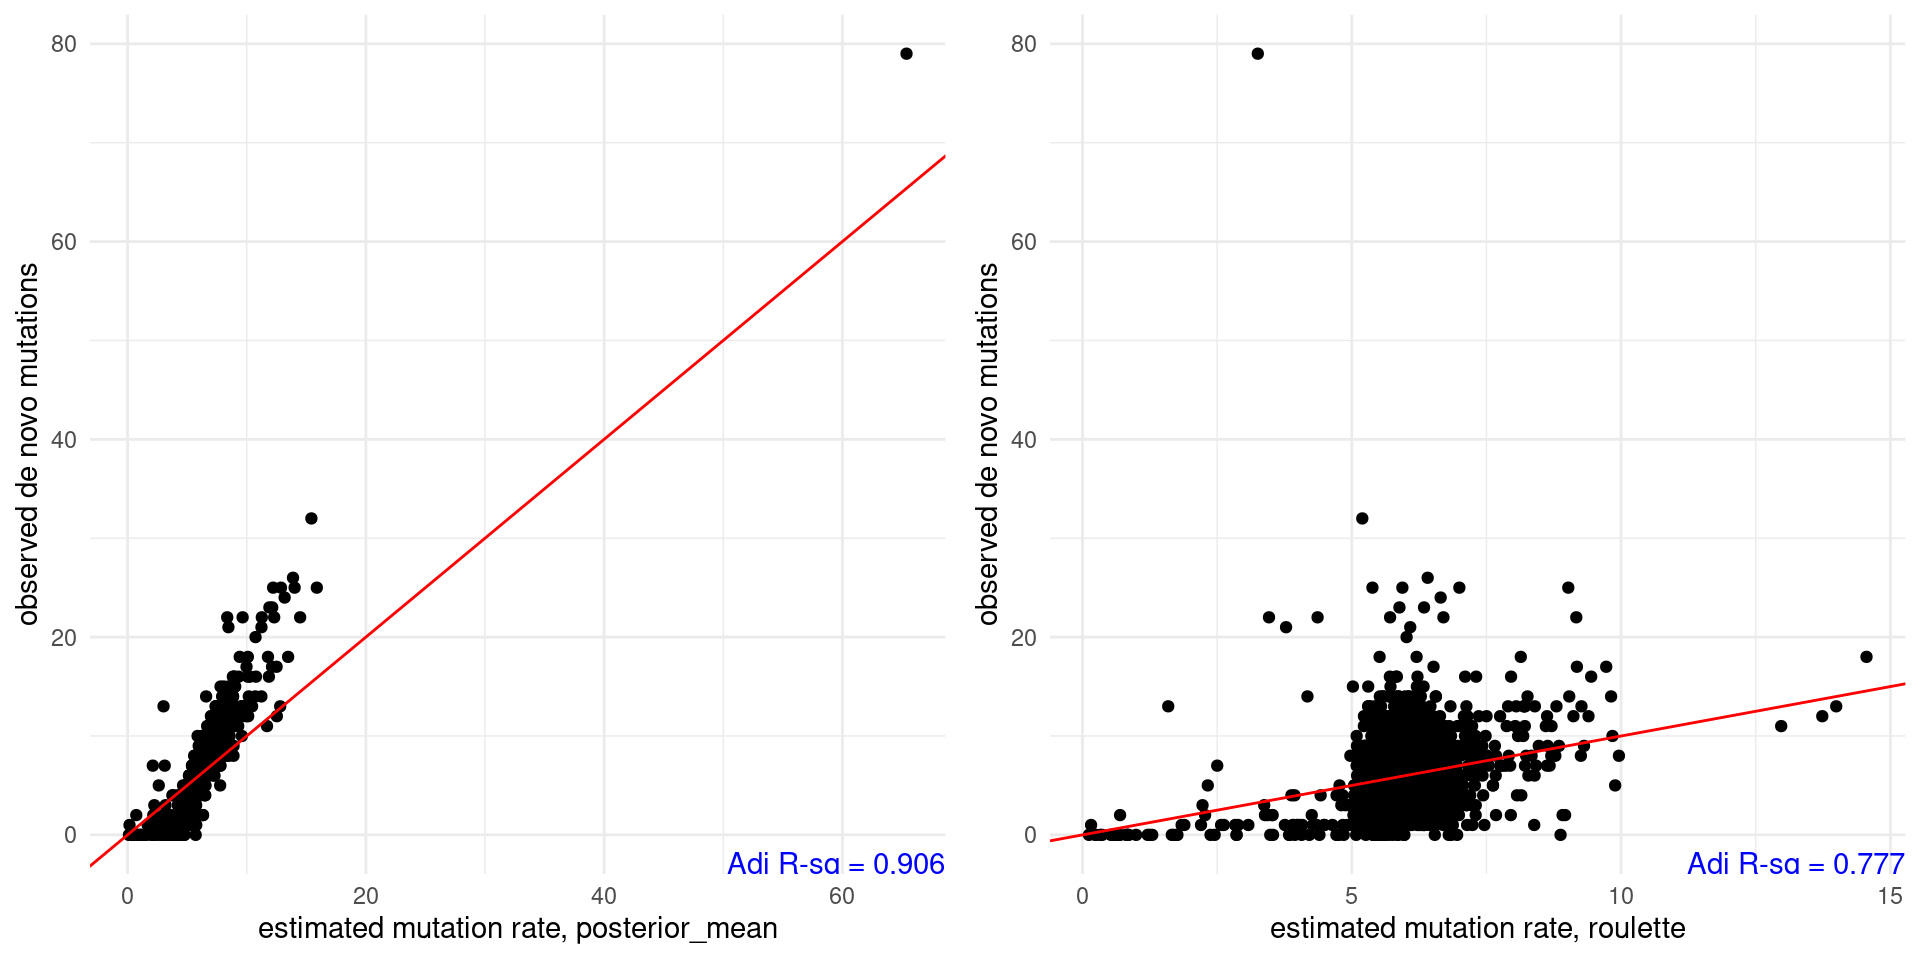 80
60
40
20
0
observed de novo mutations
Adj R-sq = 0.906
0 20 40 60
estimated mutation rate, posterior_mean
80
60
40
20
0
observed de novo mutations
Adj R-sq = 0.777
0 5 10 15
estimated mutation rate, roulette